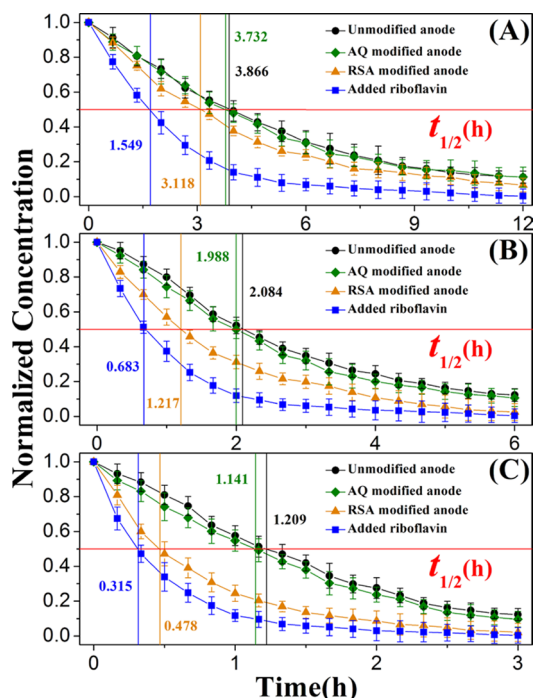 Normalized Concentration
(A)
Unmodified anode
AQ modified anode
RSA modified anode
Added riboflavin
3.732
3.866
1.549
3.118
t1/2(h)
1.0
0.8
0.6
0.4
0.2
0.0
0 3 6 9 12
(B)
Unmodified anode
AQ modified anode
RSA modified anode
Added riboflavin
1.988
2.084
0.683
1.217
t1/2(h)
1.0
0.8
0.6
0.4
0.2
0.0
0 2 4 6
(C)
Unmodified anode
AQ modified anode
RSA modified anode
Added riboflavin
1.141
1.209
0.315
0.478
t1/2(h)
1.0
0.8
0.6
0.4
0.2
0.0
0 1 2 3
Time(h)